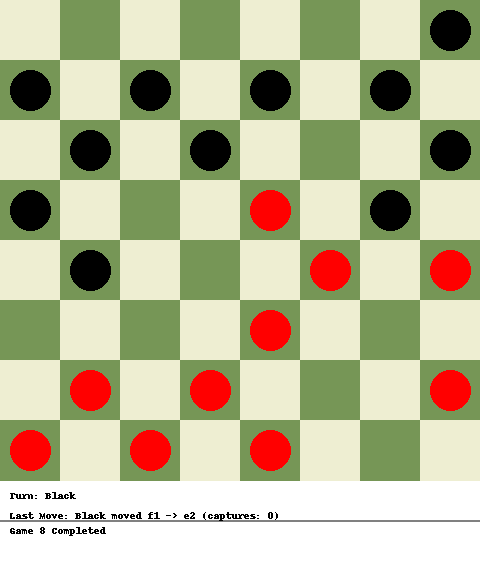 Turn: Black
Last Move: Black moved f1 -> e2 (captures: 0)
Game 8 Completed